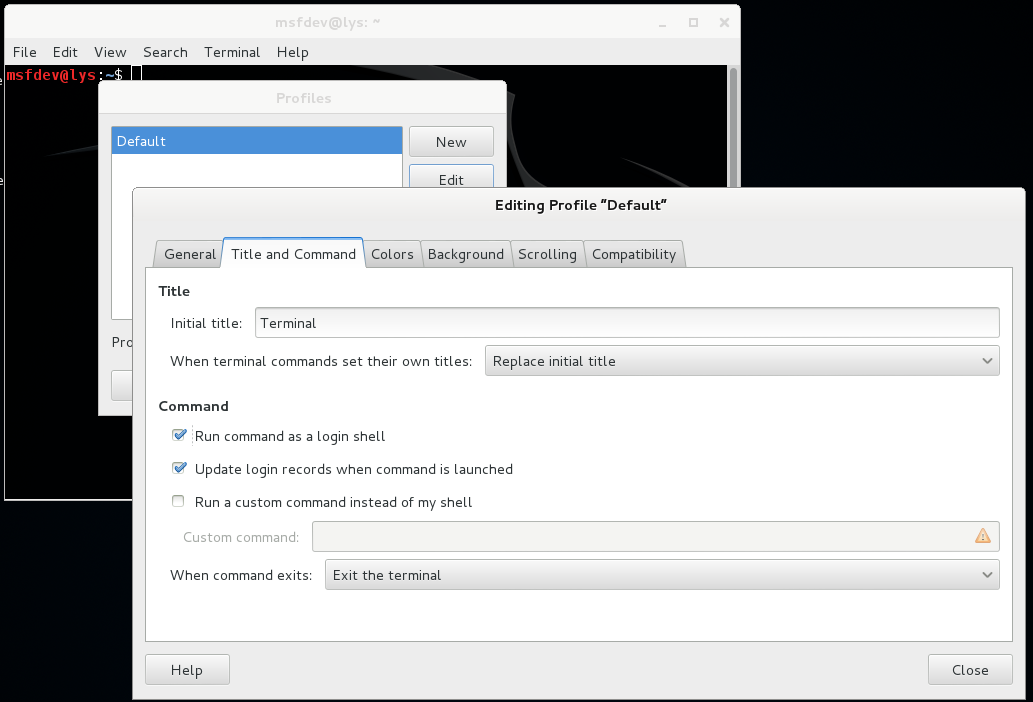 msfdev@lys: ~
File Edit View Search Terminal Help
msfdev@lys:~$
Profiles
Default
New
Edit
Pro
Editing Profile "Default"
General Title and Command Colors Background Scrolling Compatibility
Title
Initial title: Terminal
When terminal commands set their own titles: Replace initial title
Command
Run command as a login shell
Update login records when command is launched
Run a custom command instead of my shell
Custom command:
When command exits: Exit the terminal
Help Close